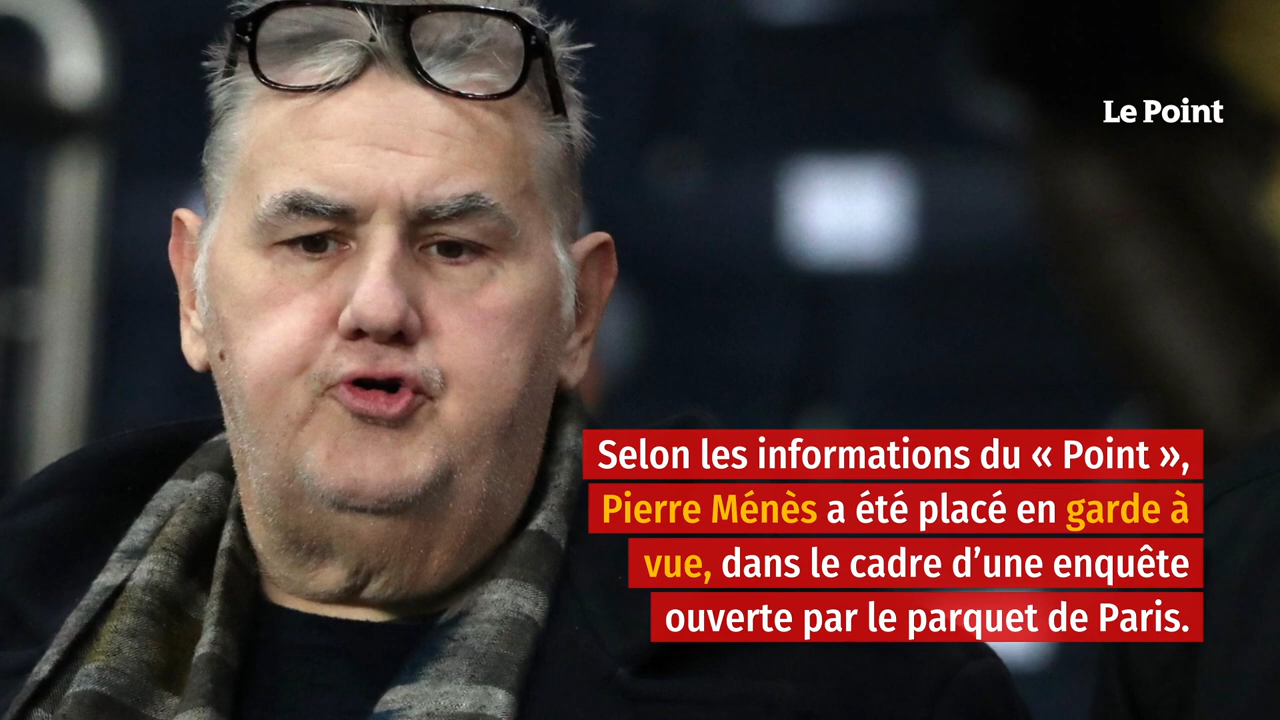 Le Point
Selon les informations du « Point »,
Pierre Ménès a été placé en garde à
vue, dans le cadre d’une enquête
ouverte par le parquet de Paris.